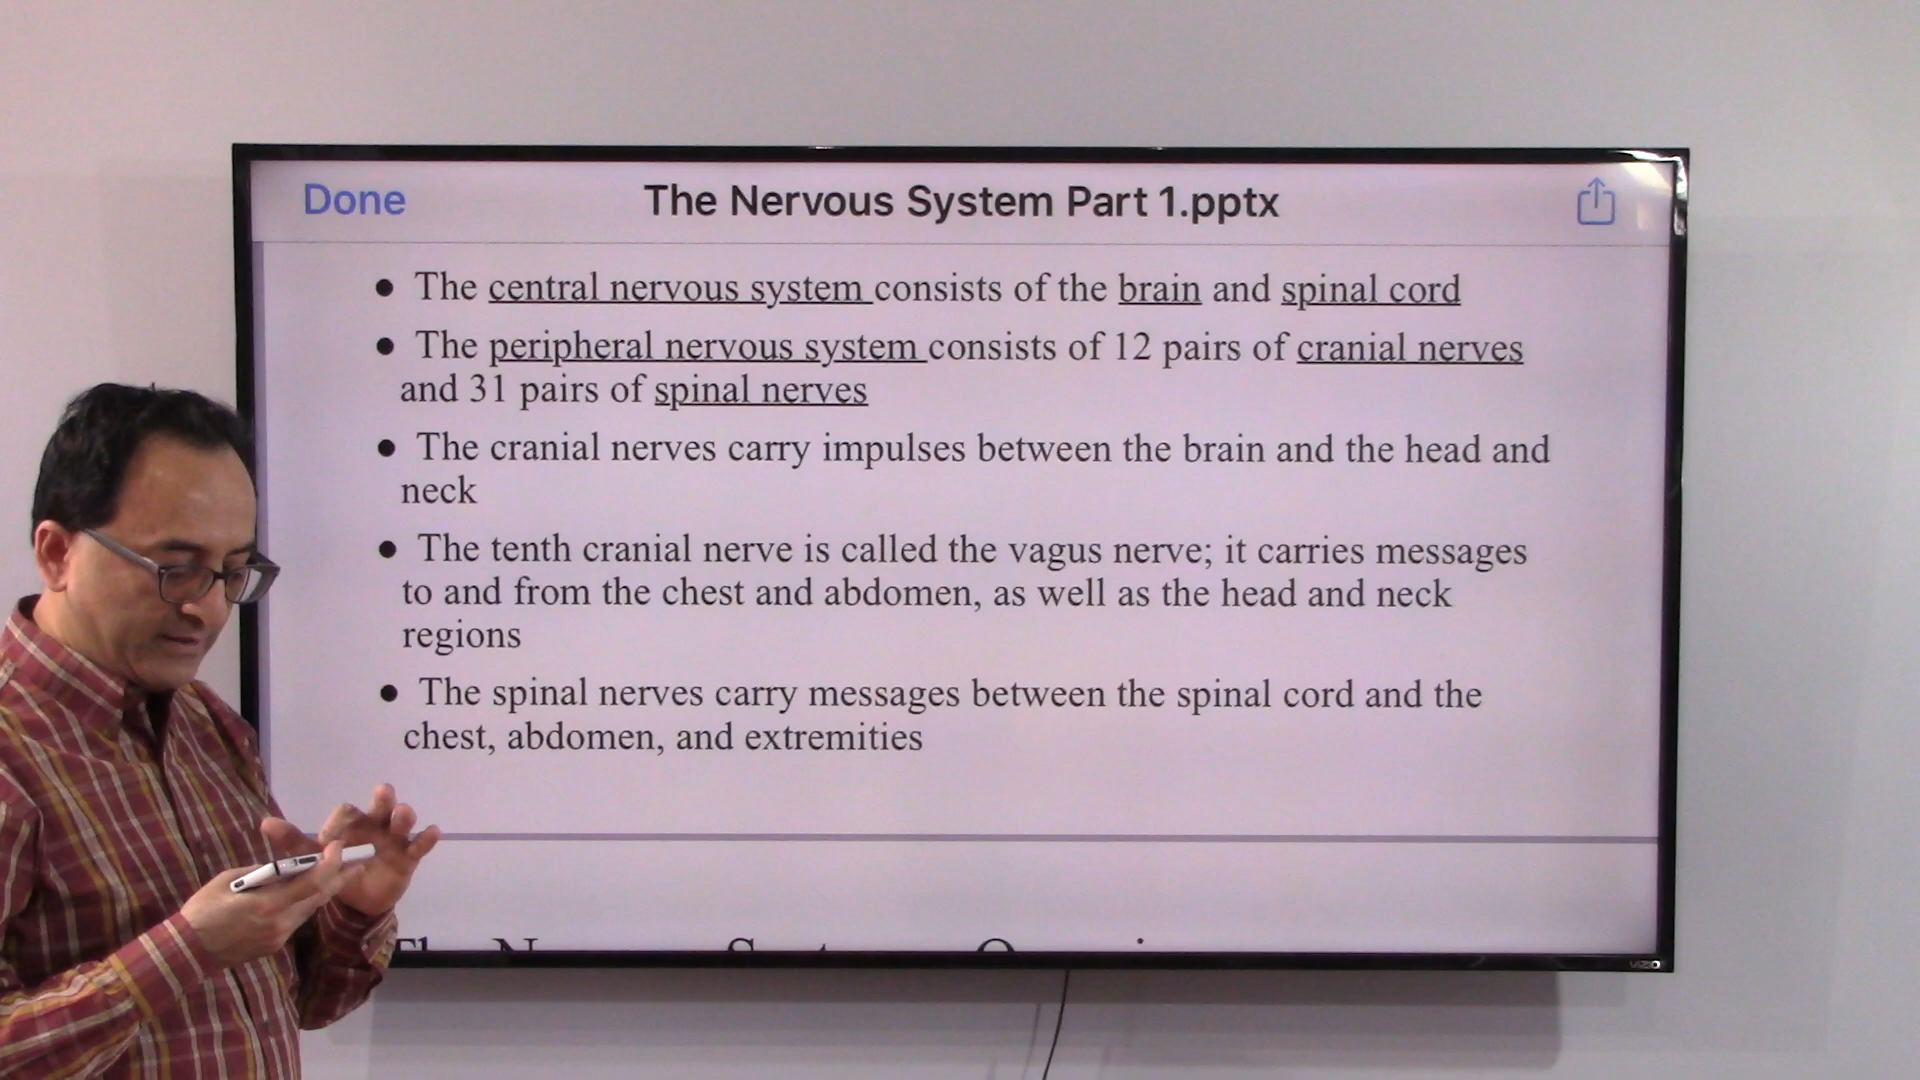 Done The Nervous System Part 1.pptx
● The central nervous system consists of the brain and spinal cord
● The peripheral nervous system consists of 12 pairs of cranial nerves
and 31 pairs of spinal nerves
● The cranial nerves carry impulses between the brain and the head and
neck
● The tenth cranial nerve is called the vagus nerve; it carries messages
to and from the chest and abdomen, as well as the head and neck
regions
● The spinal nerves carry messages between the spinal cord and the
chest, abdomen, and extremities
VIZIO